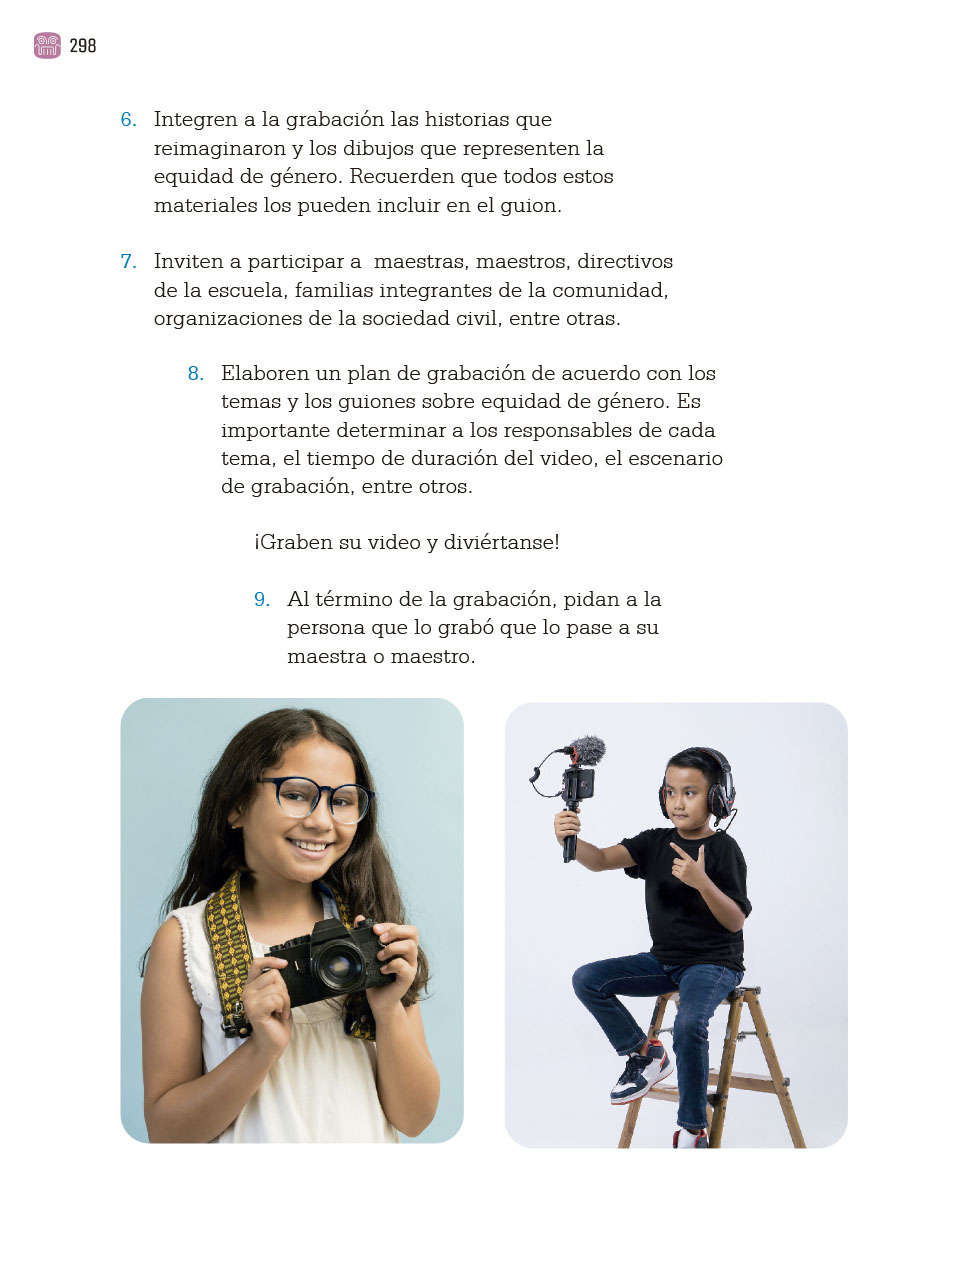 298
6. Integren a la grabación las historias que
reimaginaron y los dibujos que representen la
equidad de género. Recuerden que todos estos
materiales los pueden incluir en el guion.
7. Inviten a participar a  maestras, maestros, directivos
de la escuela, familias integrantes de la comunidad,
organizaciones de la sociedad civil, entre otras.
8. Elaboren un plan de grabación de acuerdo con los
temas y los guiones sobre equidad de género. Es
importante determinar a los responsables de cada
tema, el tiempo de duración del video, el escenario
de grabación, entre otros.
¡Graben su video y diviértanse!
9. Al término de la grabación, pidan a la
persona que lo grabó que lo pase a su
maestra o maestro.